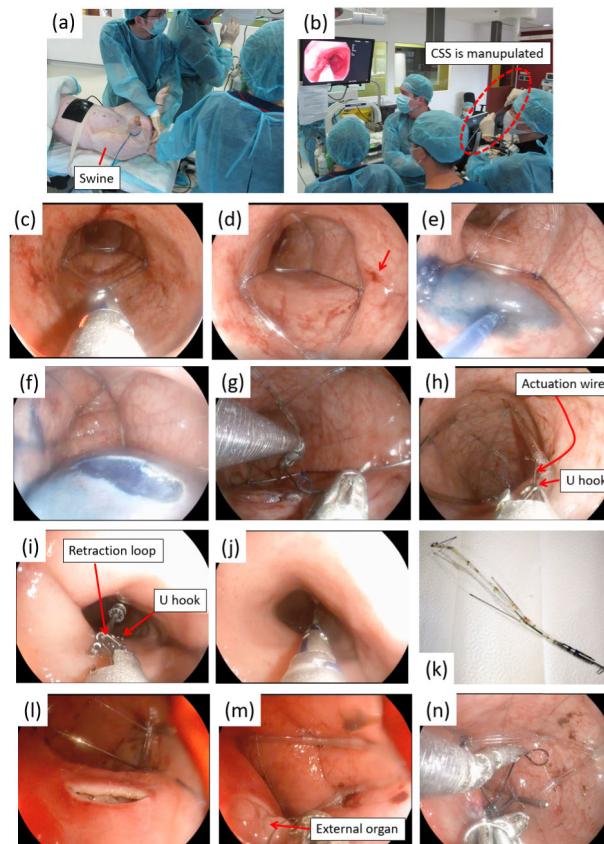 (a)
Swine
(b)
CSS is manupulated
(c)
(d)
(e)
(f)
(g)
(h)
Actuation wire
U hook
(i)
Retraction loop
U hook
(j)
(k)
(l)
(m)
External organ
(n)